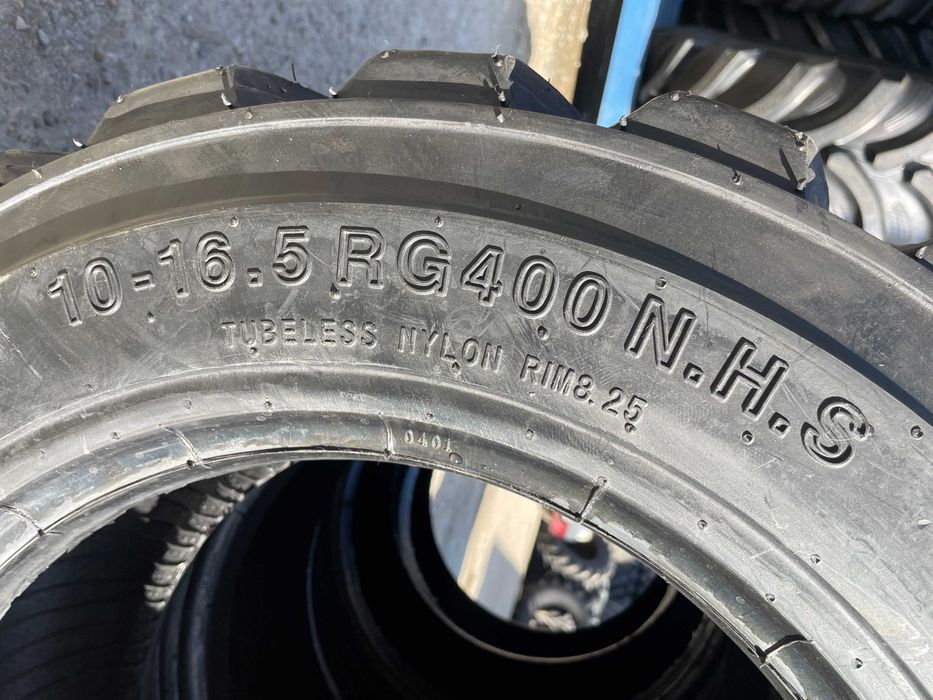 10-16.5 RG400 N.H.S
TUBELESS NYLON RIM8.25
0401